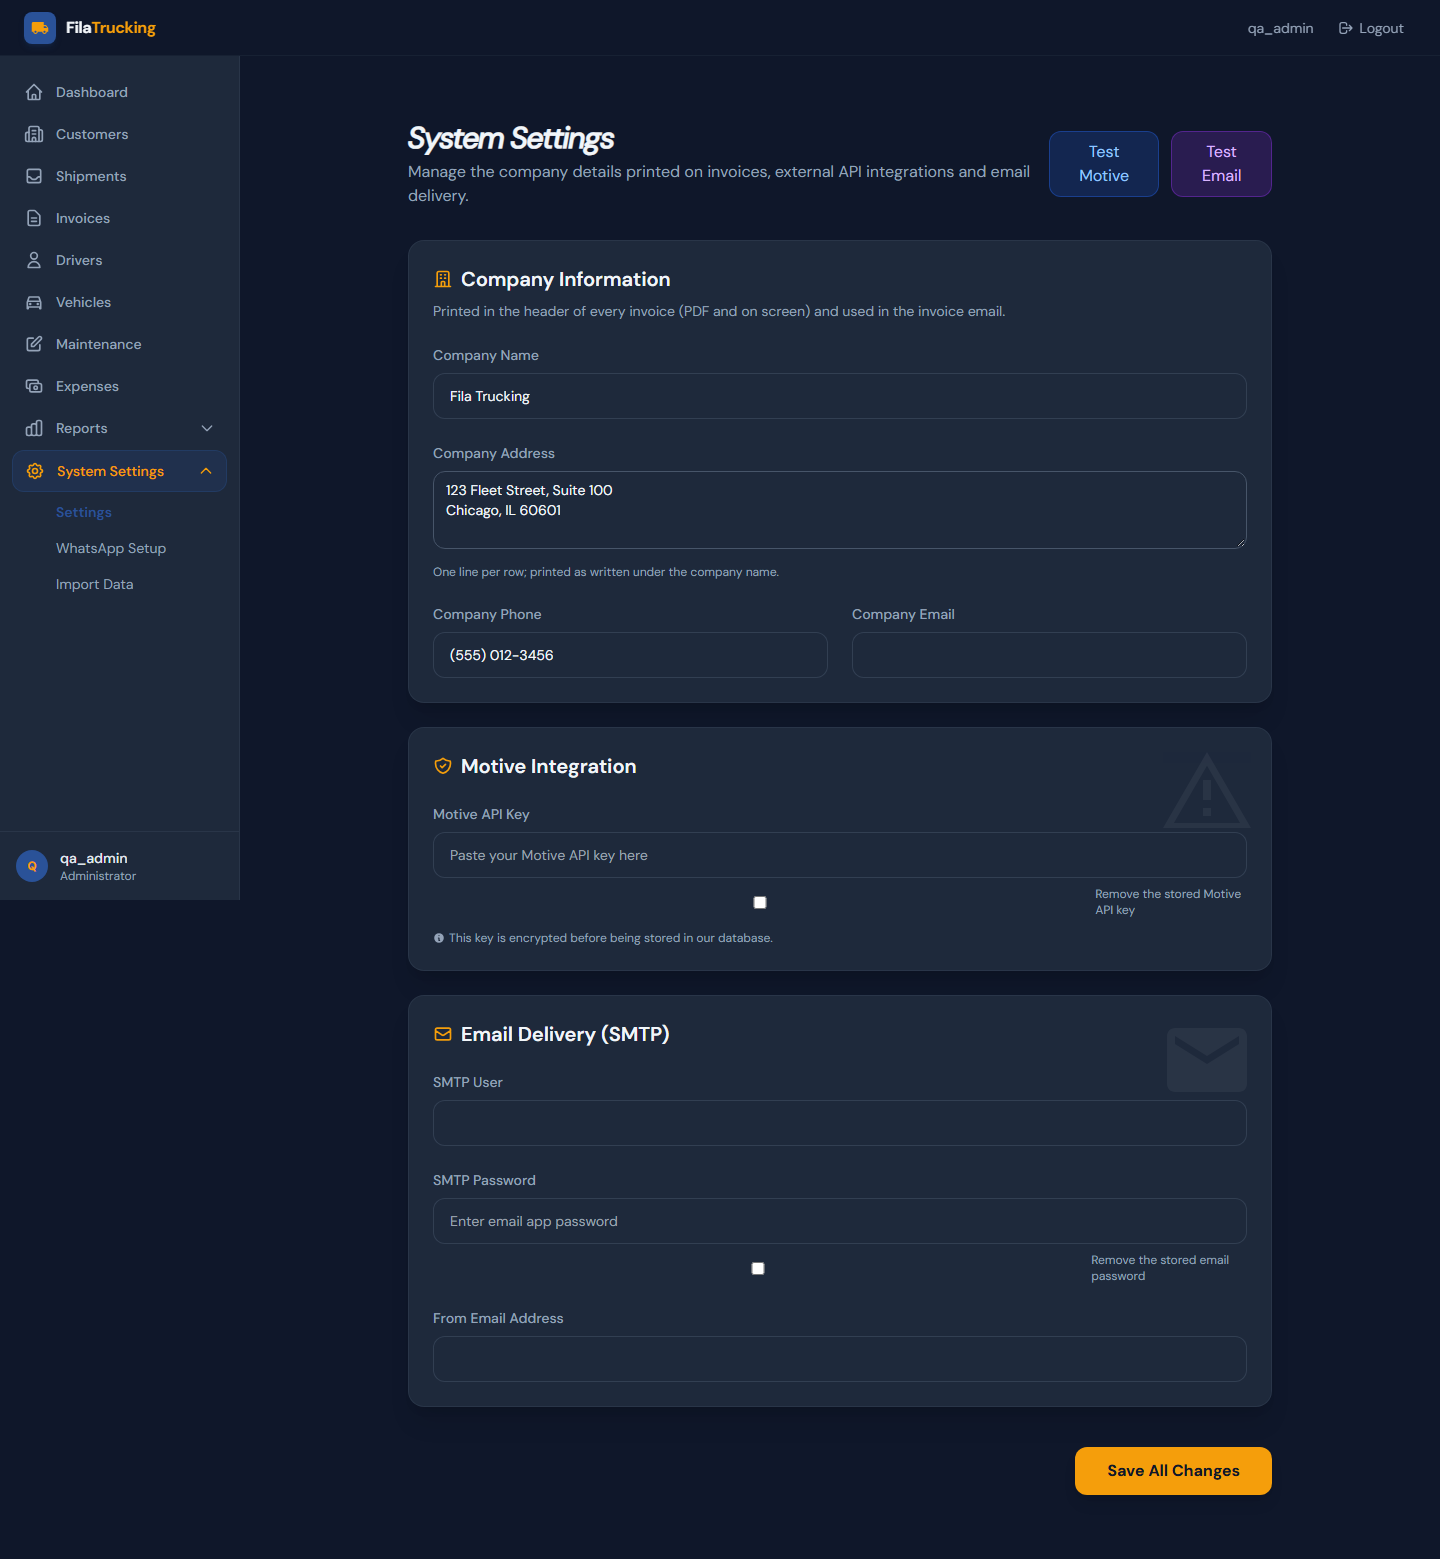 FilaTrucking
qa_admin
Logout
Dashboard
Customers
Shipments
Invoices
Drivers
Vehicles
Maintenance
Expenses
Reports
System Settings
Settings
WhatsApp Setup
Import Data
Q
qa_admin
Administrator
System Settings
Manage the company details printed on invoices, external API integrations and email
delivery.
Test
Motive
Test
Email
Company Information
Printed in the header of every invoice (PDF and on screen) and used in the invoice email.
Company Name
Fila Trucking
Company Address
123 Fleet Street, Suite 100
Chicago, IL 60601
One line per row; printed as written under the company name.
Company Phone
Company Email
(555) 012-3456
Motive Integration
Motive API Key
Paste your Motive API key here
Remove the stored Motive
API key
This key is encrypted before being stored in our database.
Email Delivery (SMTP)
SMTP User
SMTP Password
Enter email app password
Remove the stored email
password
From Email Address
Save All Changes